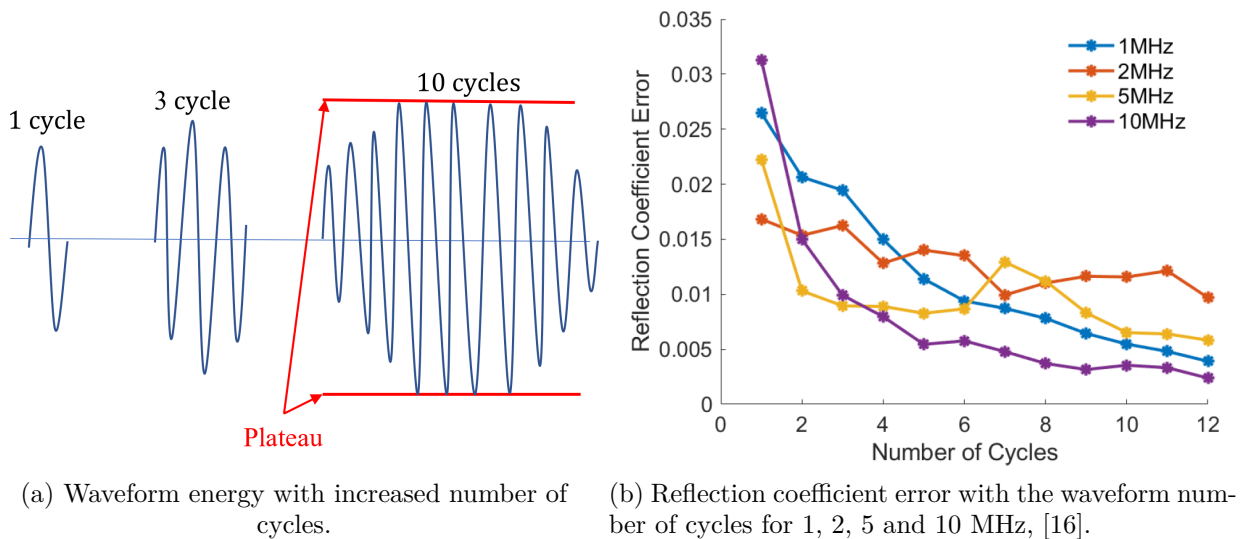 1 cycle
3 cycle
10 cycles
Plateau
(a) Waveform energy with increased number of
cycles.
0.035
0.03
0.025
0.02
0.015
0.01
0.005
0
Reflection Coefficient Error
1MHz
2MHz
5MHz
10MHz
0 2 4 6 8 10 12
Number of Cycles
(b) Reflection coefficient error with the waveform num-
ber of cycles for 1, 2, 5 and 10 MHz, [16].